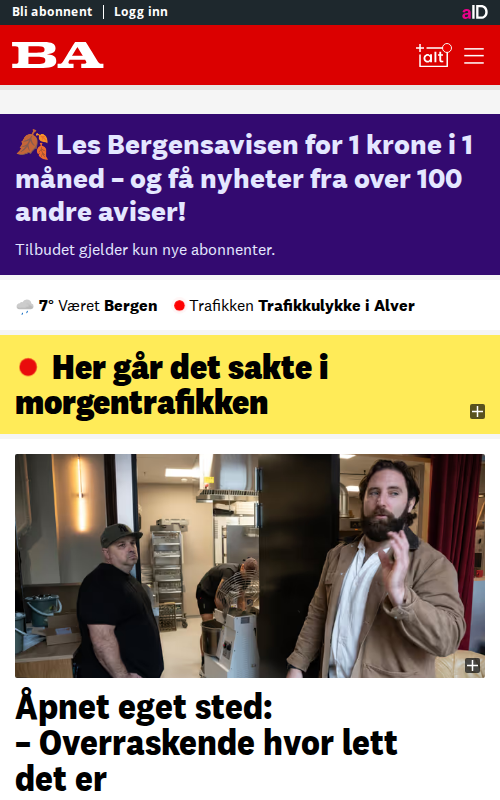 Bli abonnent | Logg inn aID
BA +alt
🍂 Les Bergensavisen for 1 krone i 1
måned – og få nyheter fra over 100
andre aviser!
Tilbudet gjelder kun nye abonnenter.
7° Været Bergen Trafikken Trafikkulykke i Alver
Her går det sakte i
morgentrafikken
Åpnet eget sted:
– Overraskende hvor lett
det er